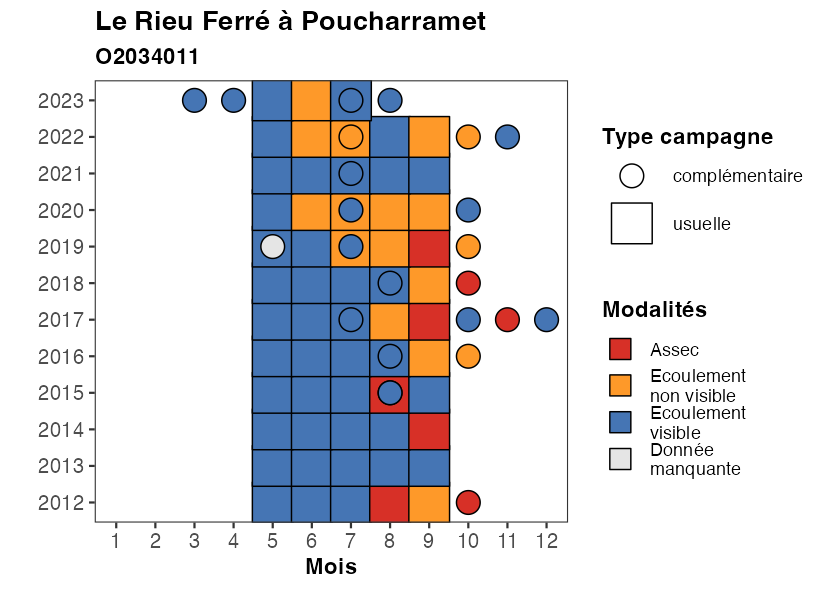 Le Rieu Ferré à Poucharramet
O2034011
2023
2022
2021
2020
2019
2018
2017
2016
2015
2014
2013
2012
1 2 3 4 5 6 7 8 9 10 11 12
Mois
Type campagne
complémentaire
usuelle
Modalités
Assec
Ecoulement
non visible
Ecoulement
visible
Donnée
manquante